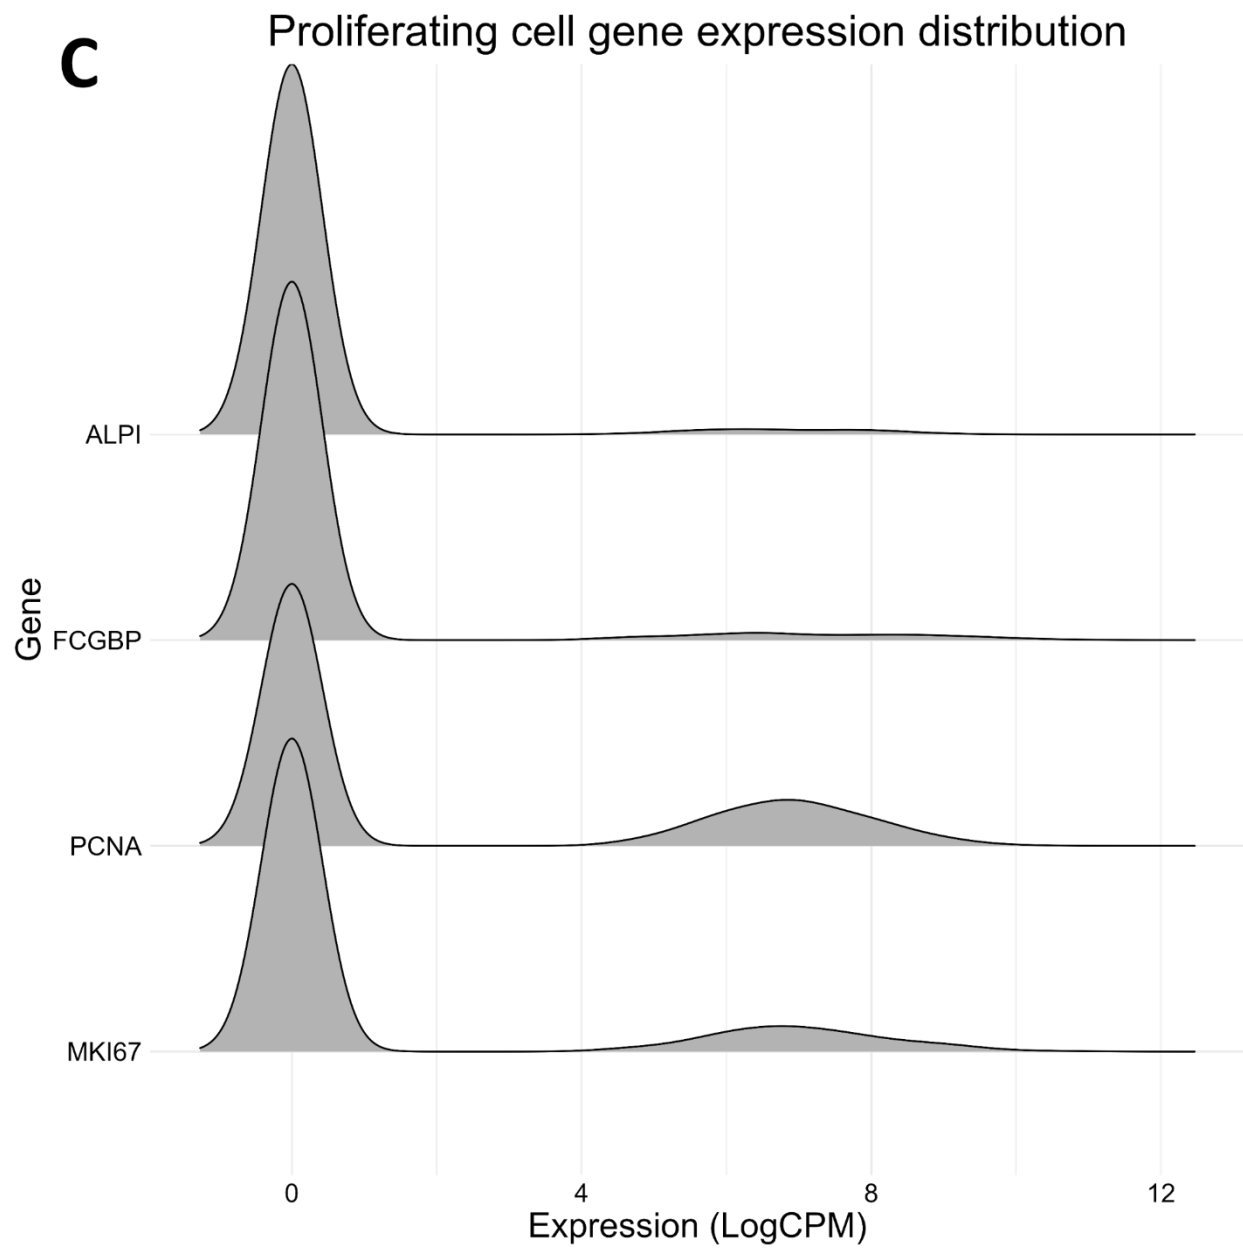 C
Proliferating cell gene expression distribution
Gene
ALPI
FCGBP
PCNA
MKI67
0 4 8 12
Expression (LogCPM)